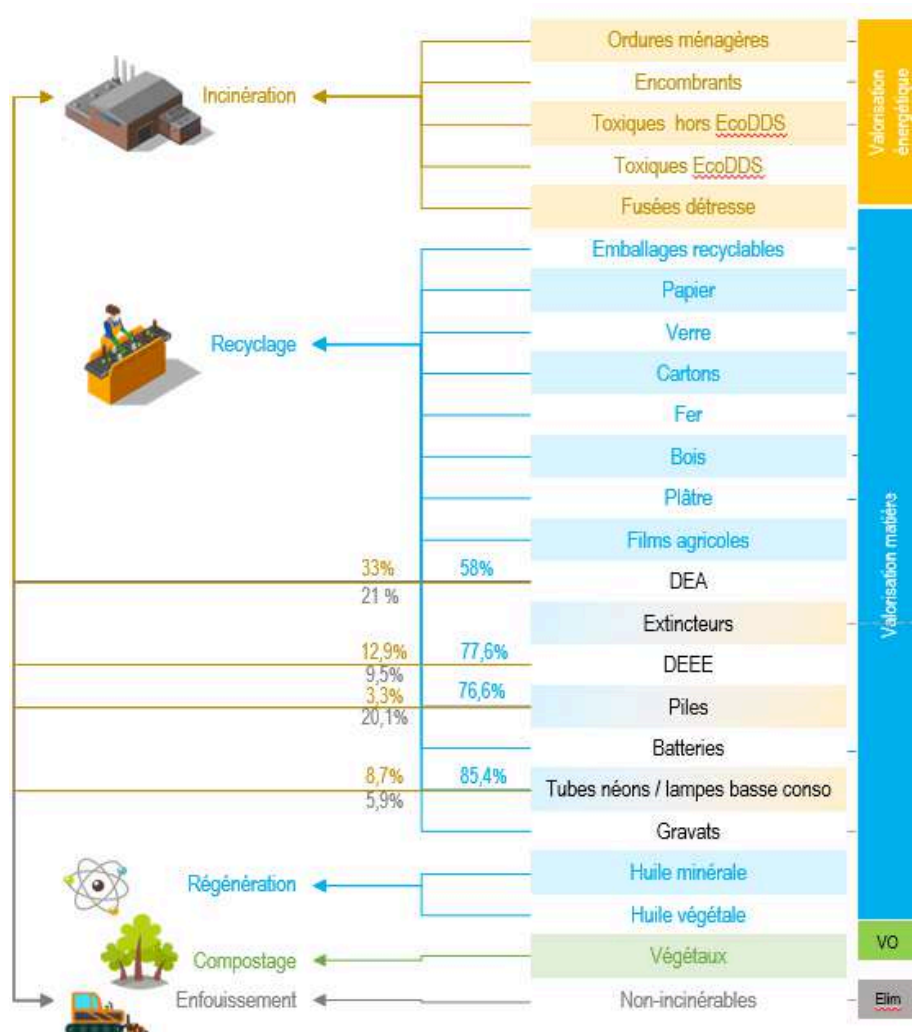 Ordures ménagères
Incinération
Encombrants
Toxiques hors EcoDDS
Toxiques EcoDDS
Fusées détresse
Valorisation
énergétique
Emballages recyclables
Papier
Verre
Recyclage
Cartons
Fer
Bois
Plâtre
Films agricoles
33%
58%
DEA
21 %
Extincteurs
12,9%
77,6%
DEEE
9,5%
3,3%
76,6%
Piles
20,1%
Batteries
8,7%
85,4%
Tubes néons / lampes basse conso
5,9%
Gravats
Valorisation matière
Régénération
Huile minérale
Huile végétale
Compostage
Végétaux
VO
Enfouissement
Non-incinérables
Elim